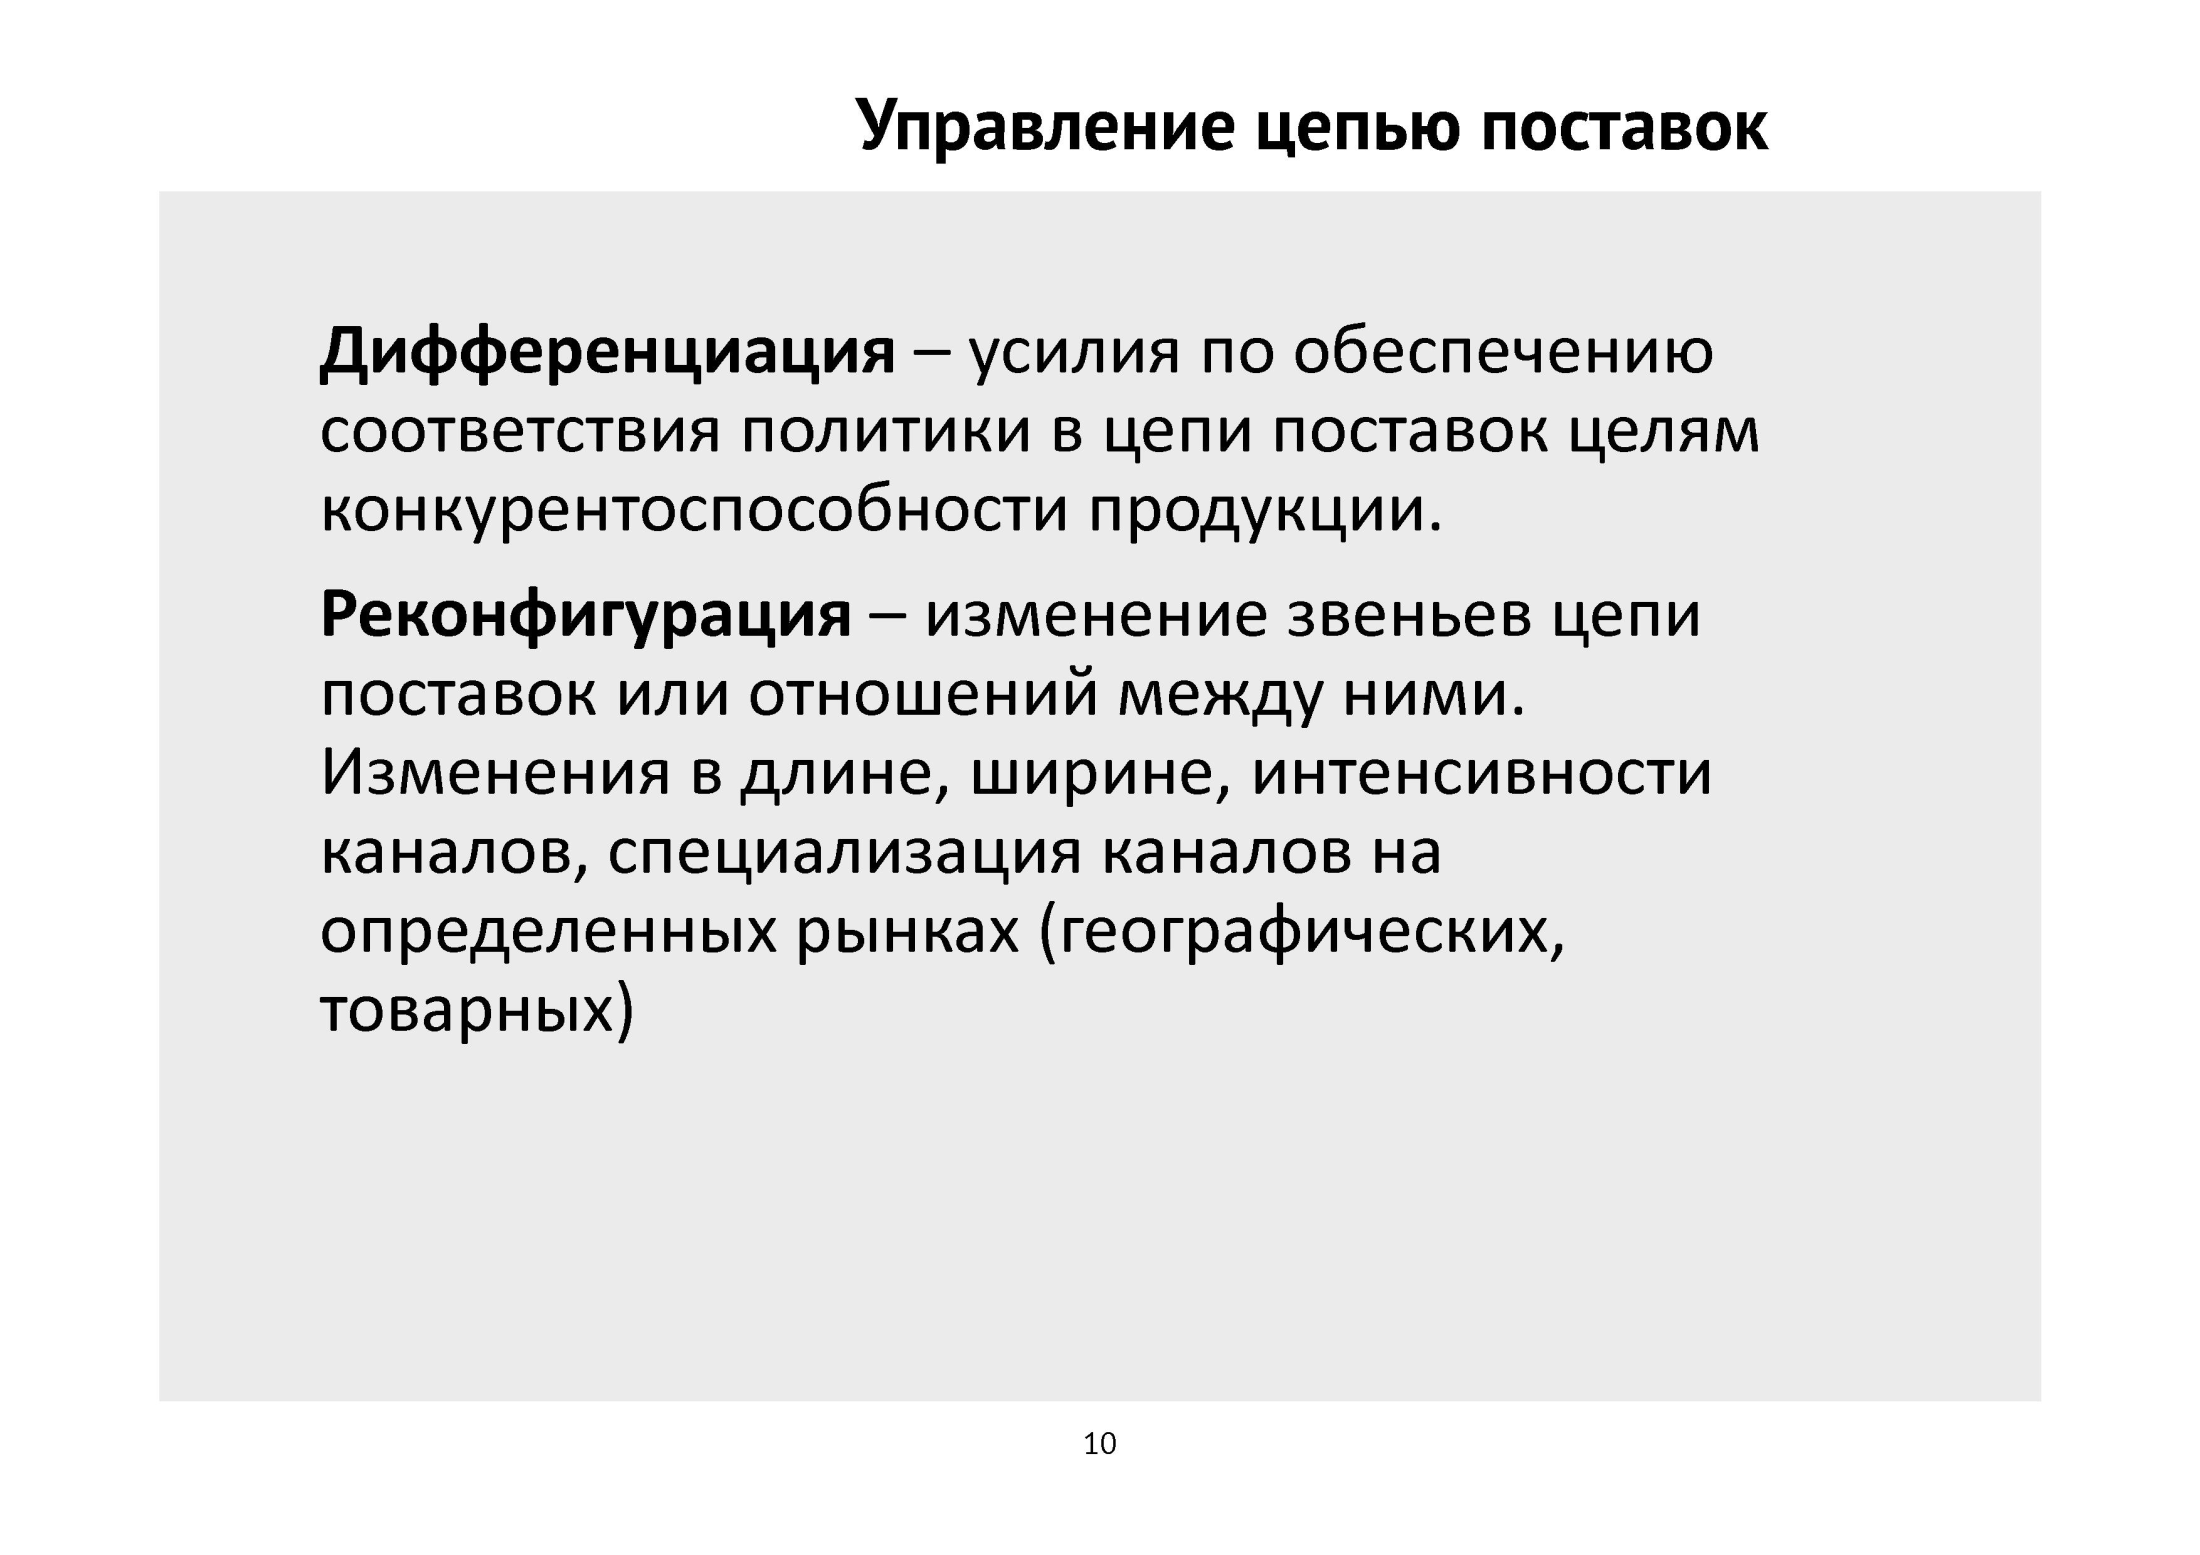 Управление цепью поставок
Дифференциация – усилия по обеспечению
соответствия политики в цепи поставок целям
конкурентоспособности продукции.
Реконфигурация – изменение звеньев цепи
поставок или отношений между ними.
Изменения в длине, ширине, интенсивности
каналов, специализация каналов на
определенных рынках (географических,
товарных)
10